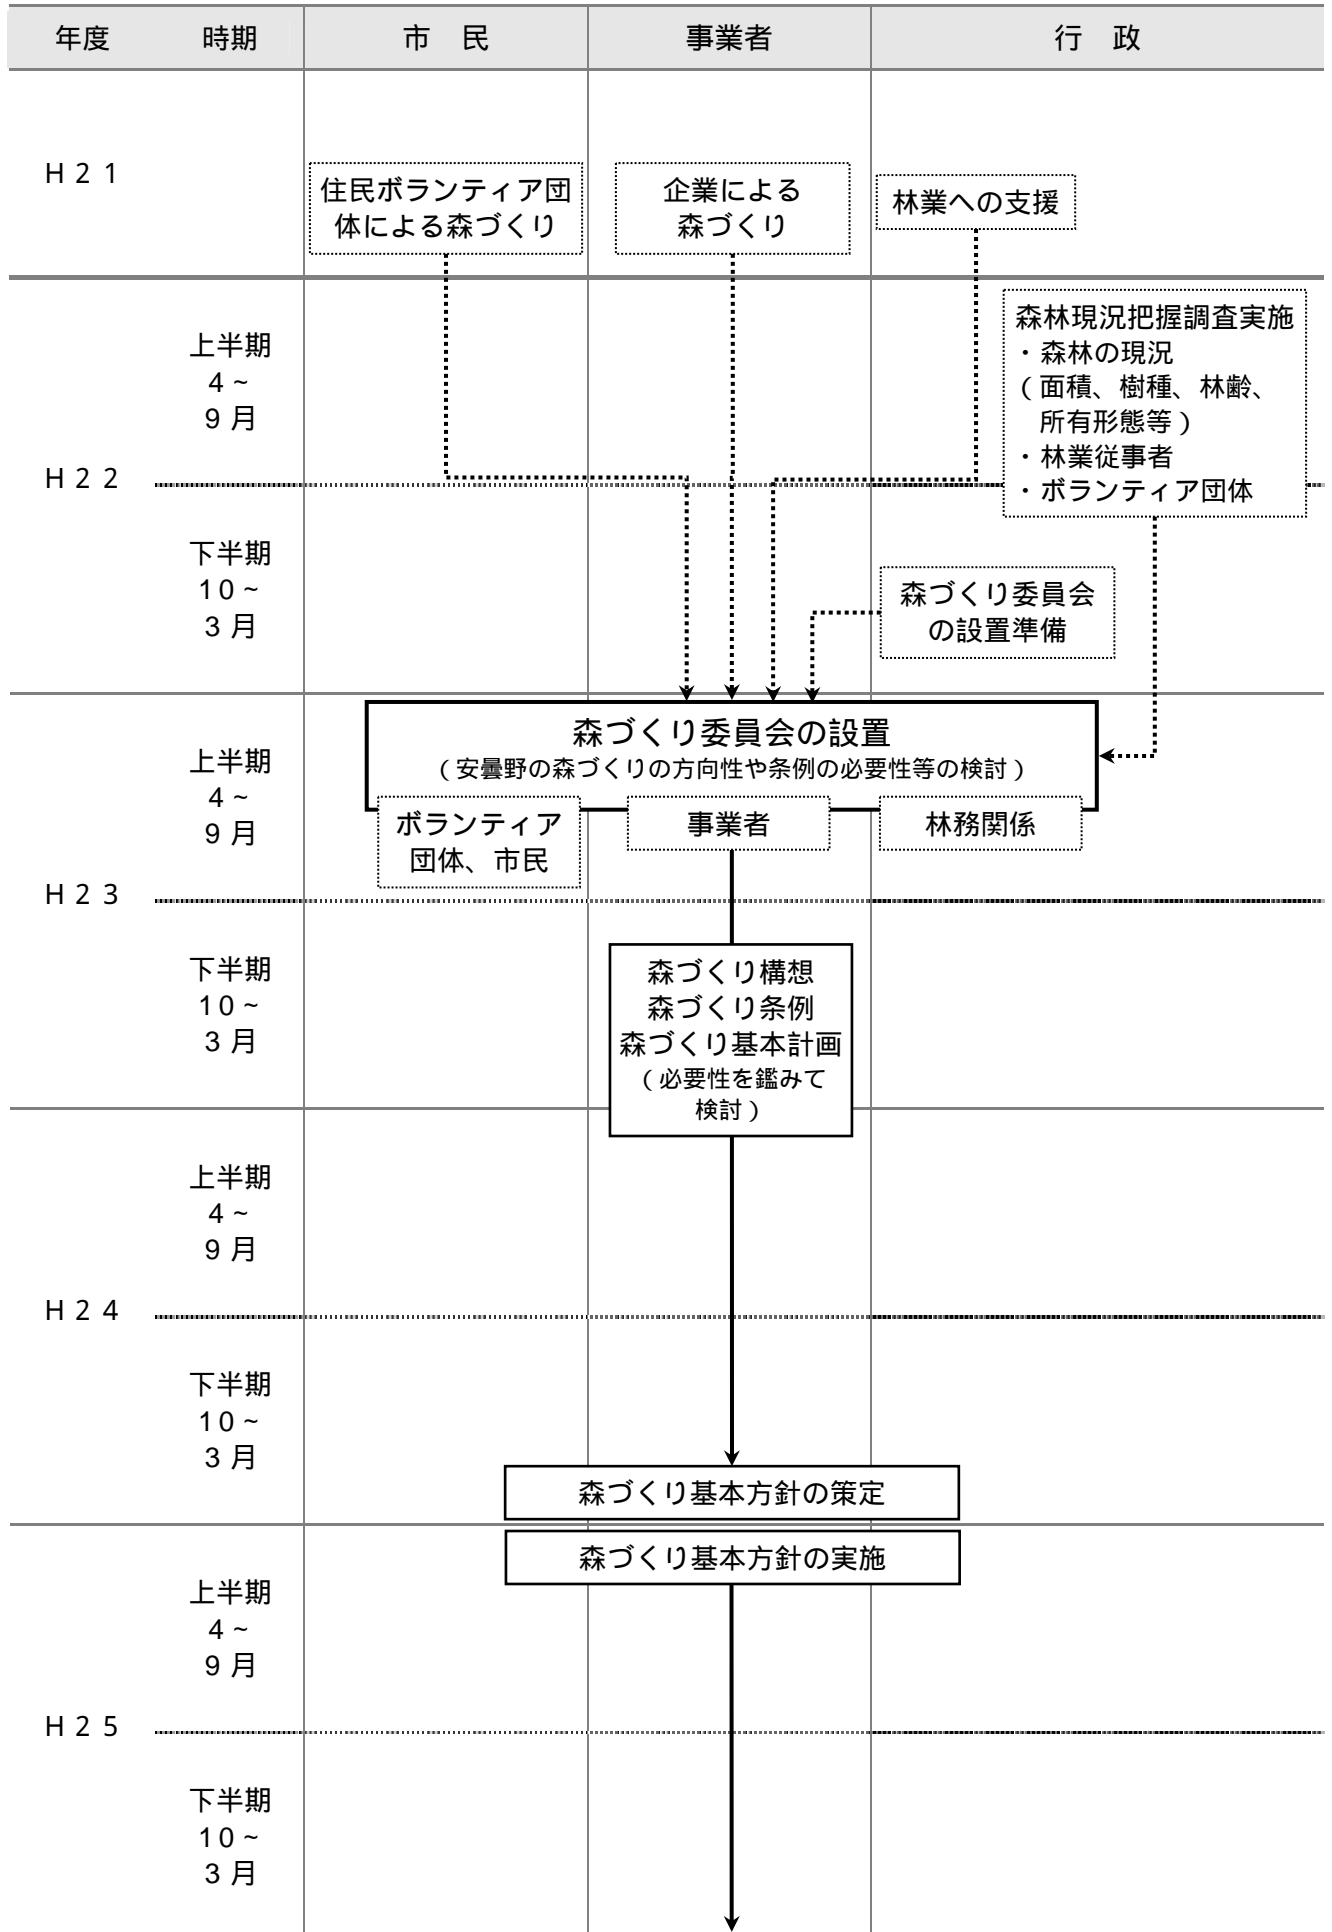 年度 時期 市 民 事業者 行 政
H21
住民ボランティア団
体による森づくり
企業による
森づくり
林業への支援
H22
上半期
4~
9月
森林現況把握調査実施
・森林の現況
(面積、樹種、林齢、
所有形態等)
・林業従事者
・ボランティア団体
下半期
10~
3月
森づくり委員会
の設置準備
H23
上半期
4~
9月
森づくり委員会の設置
(安曇野の森づくりの方向性や条例の必要性等の検討)
ボランティア
団体、市民
事業者
林務関係
下半期
10~
3月
森づくり構想
森づくり条例
森づくり基本計画
(必要性を鑑みて
検討)
H24
上半期
4~
9月
下半期
10~
3月
森づくり基本方針の策定
H25
森づくり基本方針の実施
上半期
4~
9月
下半期
10~
3月